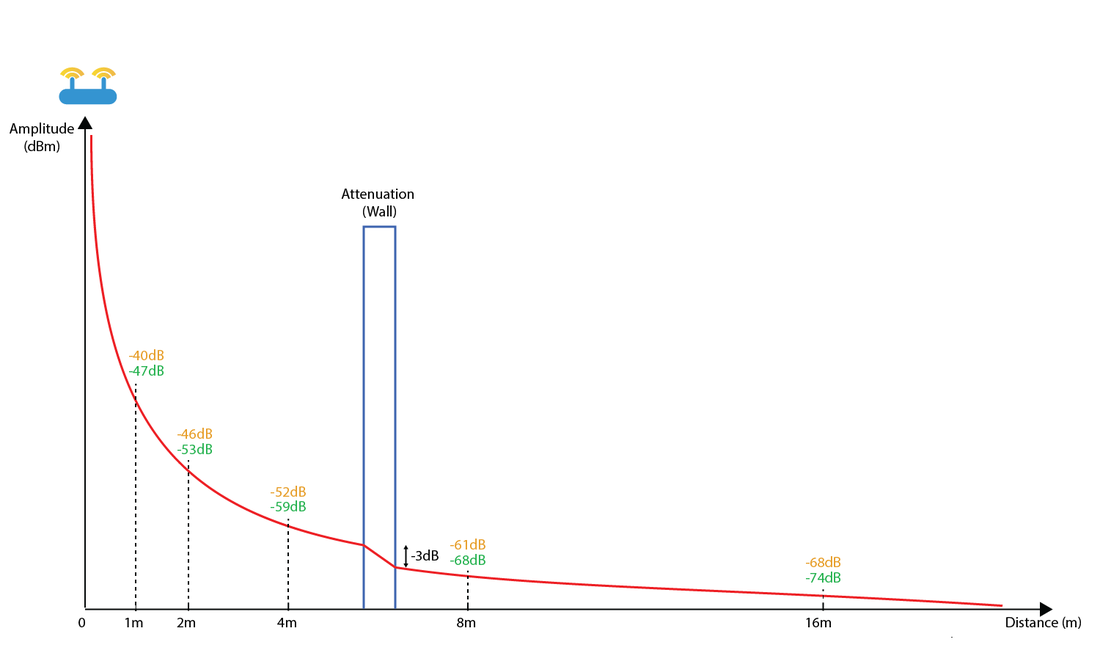 Amplitude
(dBm)
Attenuation
(Wall)
-40dB
-47dB
-46dB
-53dB
-52dB
-59dB
-3dB
-61dB
-68dB
-68dB
-74dB
0
1m
2m
4m
8m
16m
Distance (m)